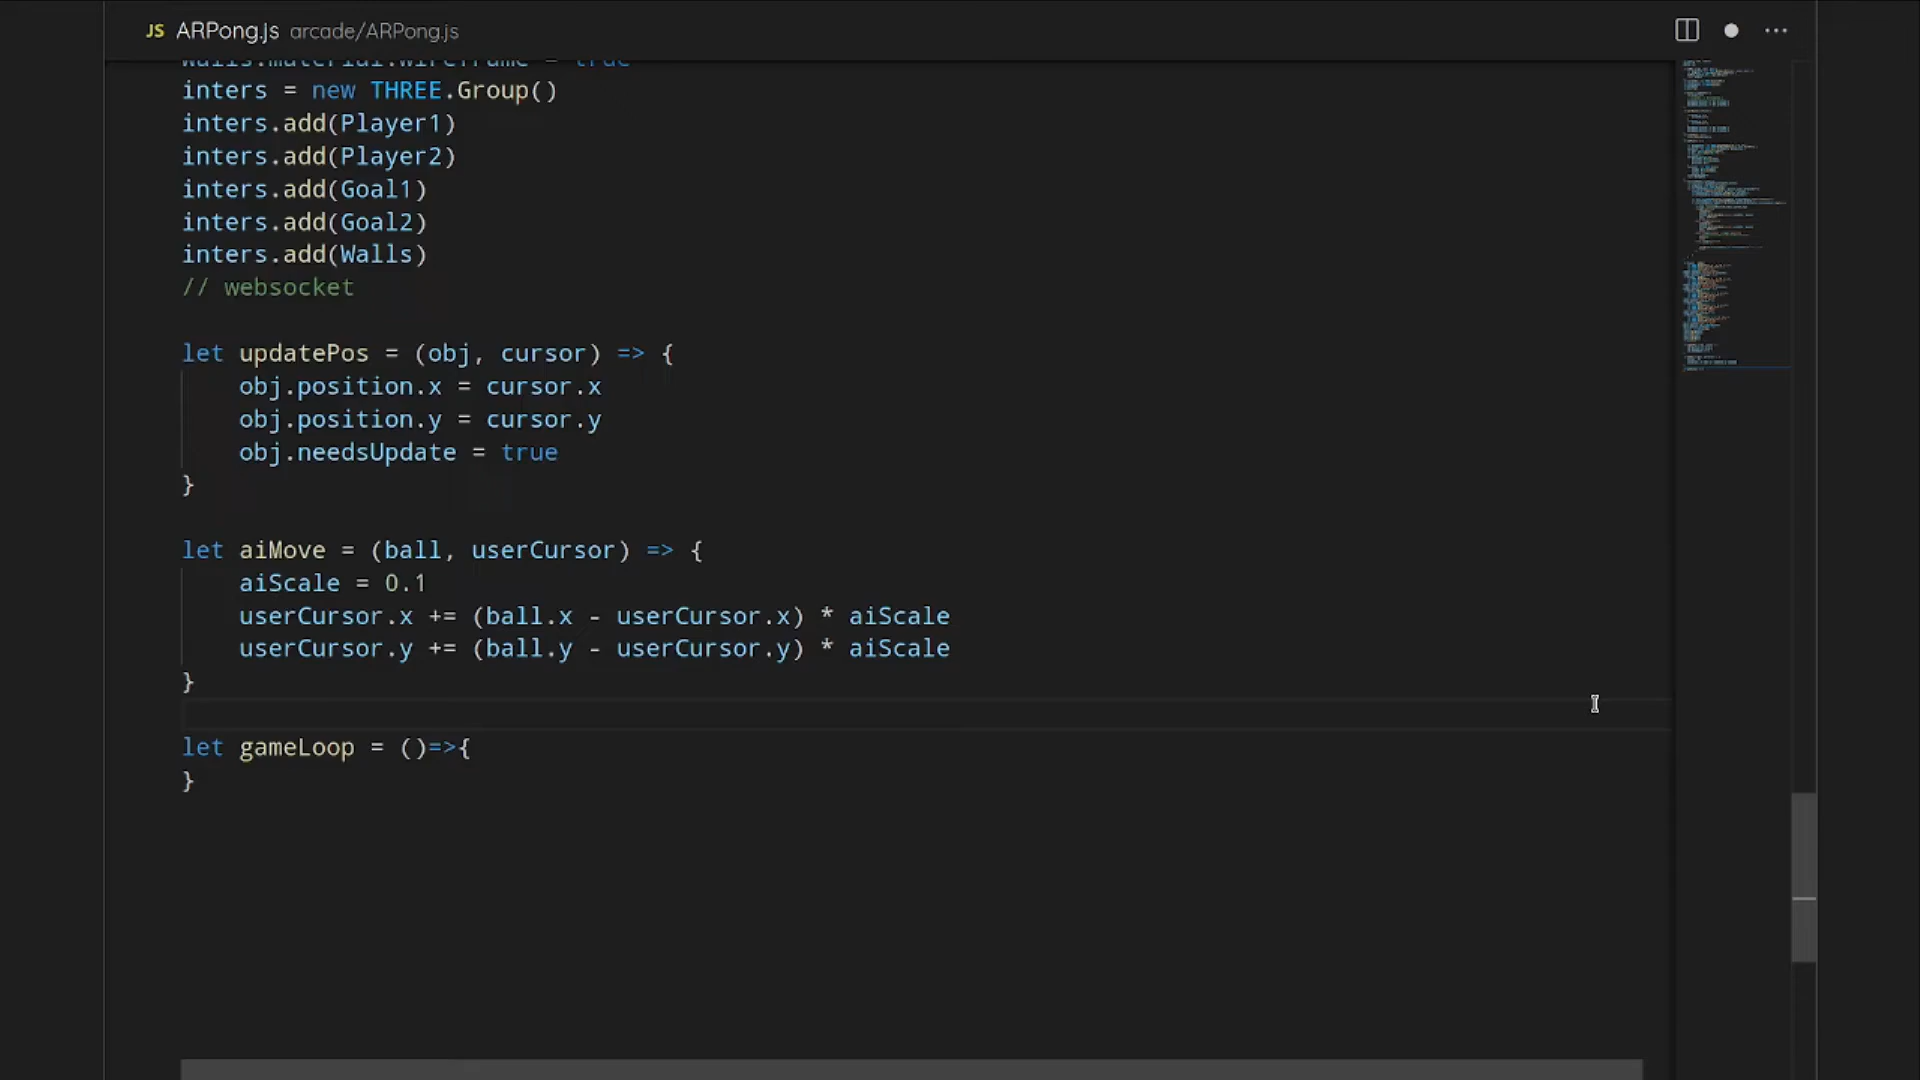 JS ARPong.js arcade/ARPong.js
Walls.material.wireframe = true
inters = new THREE.Group()
inters.add(Player1)
inters.add(Player2)
inters.add(Goal1)
inters.add(Goal2)
inters.add(Walls)
// websocket
let updatePos = (obj, cursor) => {
obj.position.x = cursor.x
obj.position.y = cursor.y
obj.needsUpdate = true
}
let aiMove = (ball, userCursor) => {
aiScale = 0.1
userCursor.x += (ball.x - userCursor.x) * aiScale
userCursor.y += (ball.y - userCursor.y) * aiScale
}
let gameLoop = ()=>{
}